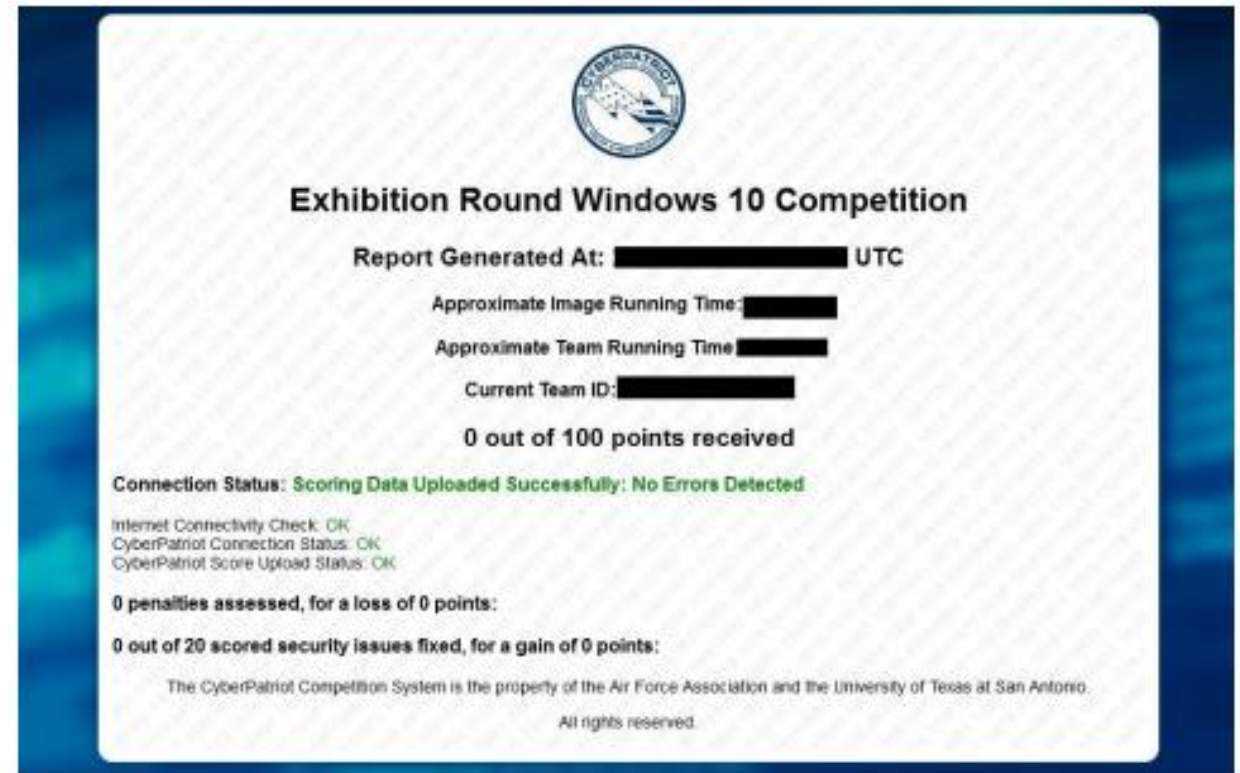 CYBERPATRIOT
Exhibition Round Windows 10 Competition
Report Generated At: UTC
Approximate Image Running Time:
Approximate Team Running Time
Current Team ID:
0 out of 100 points received
Connection Status: Scoring Data Uploaded Successfully: No Errors Detected
Internet Connectivity Check: OK
CyberPatriot Connection Status: OK
CyberPatriot Score Upload Status: OK
0 penalties assessed, for a loss of 0 points:
0 out of 20 scored security issues fixed, for a gain of 0 points:
The CyberPatriot Competition System is the property of the Air Force Association and the University of Texas at San Antonio.
All rights reserved.